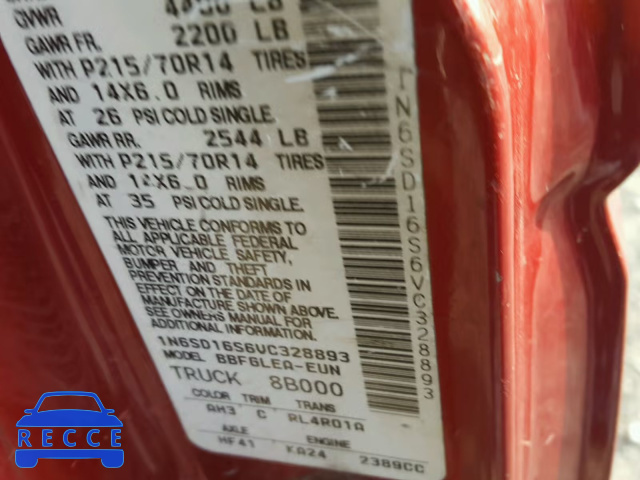 GVWR LB
GAWR FR. 2200 LB
WITH P215/70R14 TIRES
AND 14X6.0 RIMS
AT 26 PSI COLD SINGLE.
GAWR RR. 2544 LB
WITH P215/70R14 TIRES
AND 14X6.0 RIMS
AT 35 PSI COLD SINGLE.
THIS VEHICLE CONFORMS TO
ALL APPLICABLE FEDERAL
MOTOR VEHICLE SAFETY,
BUMPER AND THEFT
PREVENTION STANDARDS IN
EFFECT ON THE DATE OF
MANUFACTURE SHOWN ABOVE.
SEE OWNER'S MANUAL FOR
ADDITIONAL INFORMATION.
1N6SD16S6VC328893
MODEL BBF6LEA-EUN
TRUCK 8B000
COLOR TRIM TRANS
AH3 C RL4R01A
AXLE ENGINE
HF41 KA24 2389CC
1N6SD16S6VC328893
RECCE